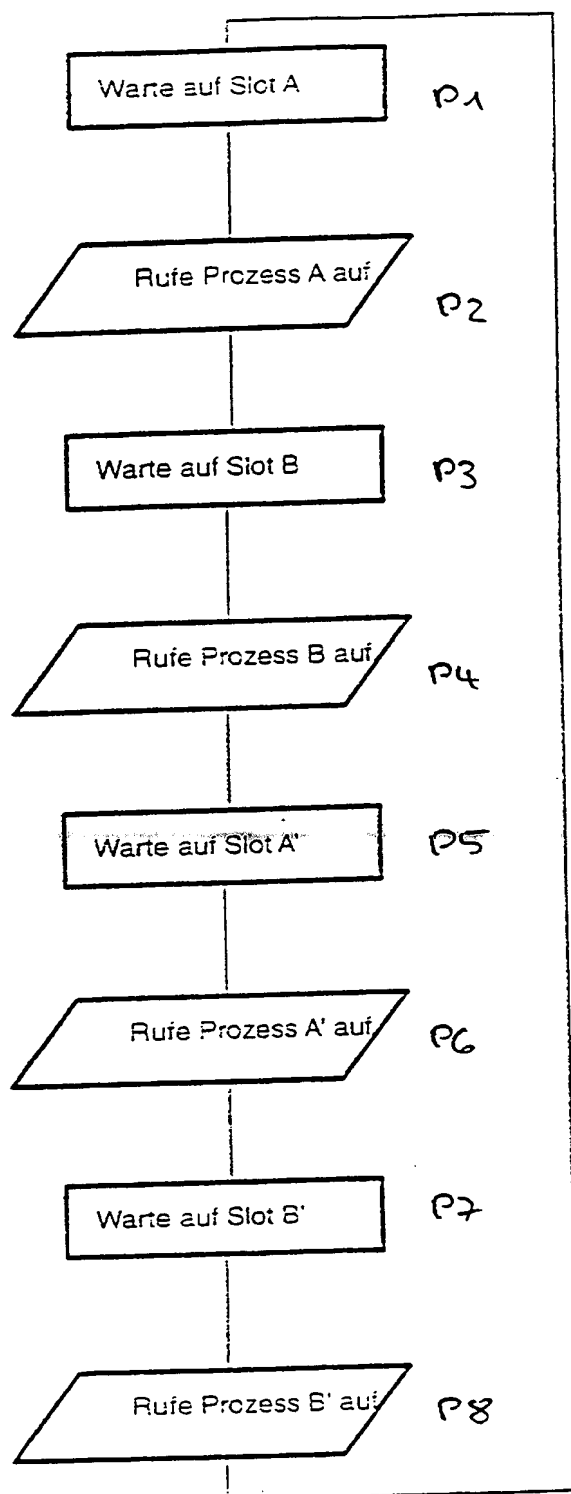 Warte auf Slot A
P1
Rufe Prozess A auf
P2
Warte auf Slot B
P3
Rufe Prozess B auf
P4
Warte auf Slot A'
P5
Rufe Prozess A' auf
P6
Warte auf Slot B'
P7
Rufe Prozess B' auf
P8